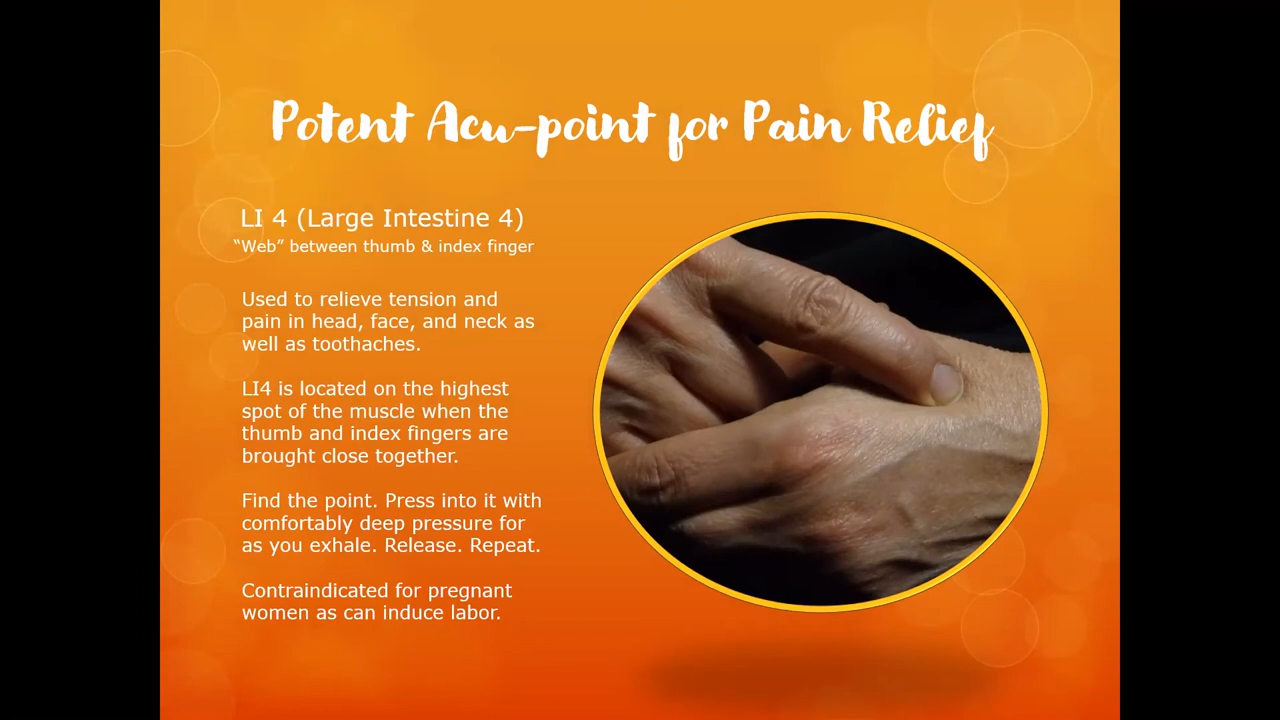 Potent Acu-point for Pain Relief
LI 4 (Large Intestine 4)
“Web” between thumb & index finger
Used to relieve tension and
pain in head, face, and neck as
well as toothaches.
LI4 is located on the highest
spot of the muscle when the
thumb and index fingers are
brought close together.
Find the point. Press into it with
comfortably deep pressure for
as you exhale. Release. Repeat.
Contraindicated for pregnant
women as can induce labor.